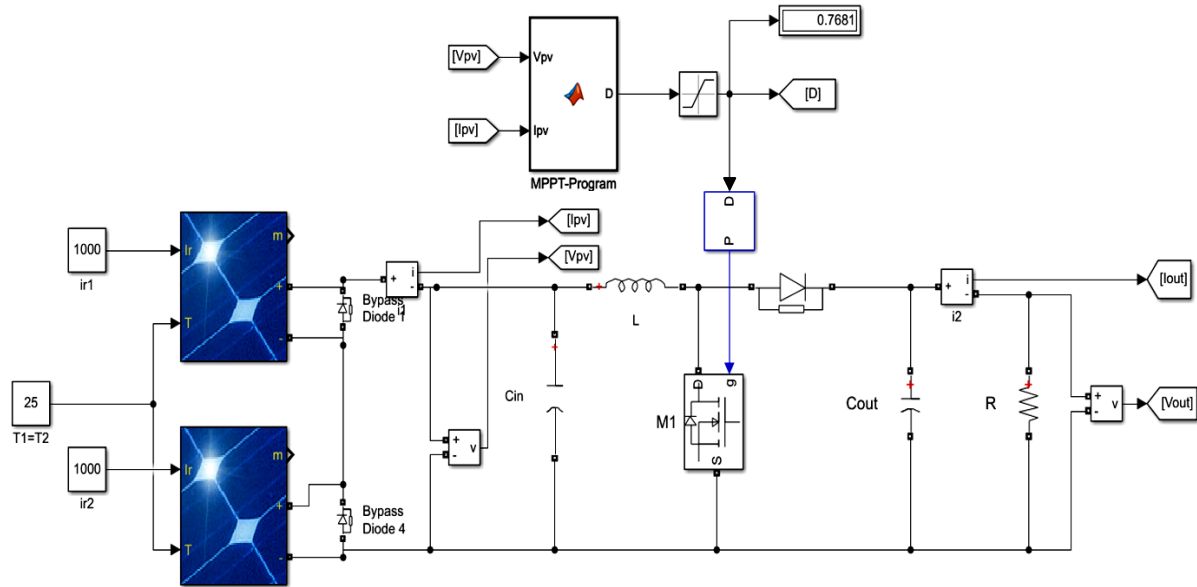 0.7681
[Vpv]
Vpv
D
[D]
[Ipv]
Ipv
MPPT-Program
D
P
1000
ir1
Ir
m
+
T
-
Bypass
Diode 1
+
i
-
i1
[Ipv]
[Vpv]
+
L
+
i
-
i2
[Iout]
25
T1=T2
+
Cin
+
-
v
M1
D
g
S
+
Cout
+
R
+
-
v
[Vout]
1000
ir2
Ir
m
+
T
-
Bypass
Diode 4